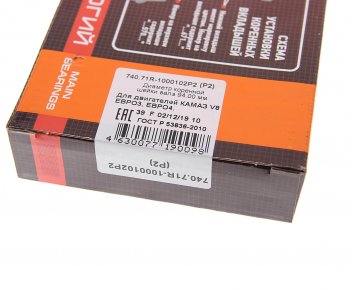 ОГИЙ
MAIN
BEARINGS
СХЕМА
УСТАНОВКИ
КОРЕННЫХ
ВКЛАДЫШЕЙ
740.71R-1000102P2 (P2)
Диаметр коренной
шейки вала 94,00 мм
Для двигателей КАМАЗ V8
ЕВРО3, ЕВРО4,
EAC 39 F 02/12/19 10
ГОСТ Р 53836-2010
4630077190098
740.71R-1000102P2
(P2)